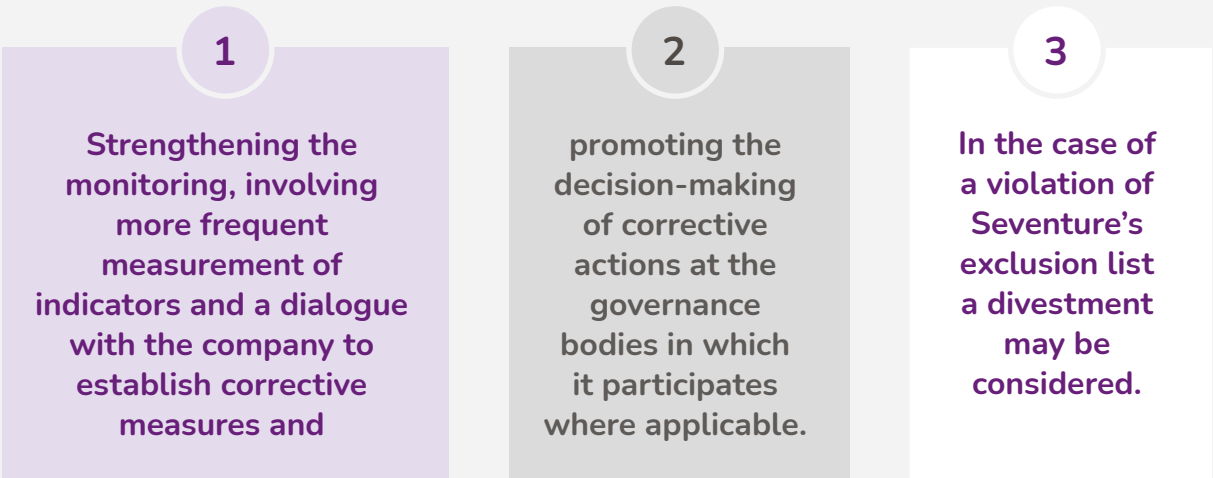 1
Strengthening the
monitoring, involving
more frequent
measurement of
indicators and a dialogue
with the company to
establish corrective
measures and
2
promoting the
decision-making
of corrective
actions at the
governance
bodies in which
it participates
where applicable.
3
In the case of
a violation of
Seventure’s
exclusion list
a divestment
may be
considered.